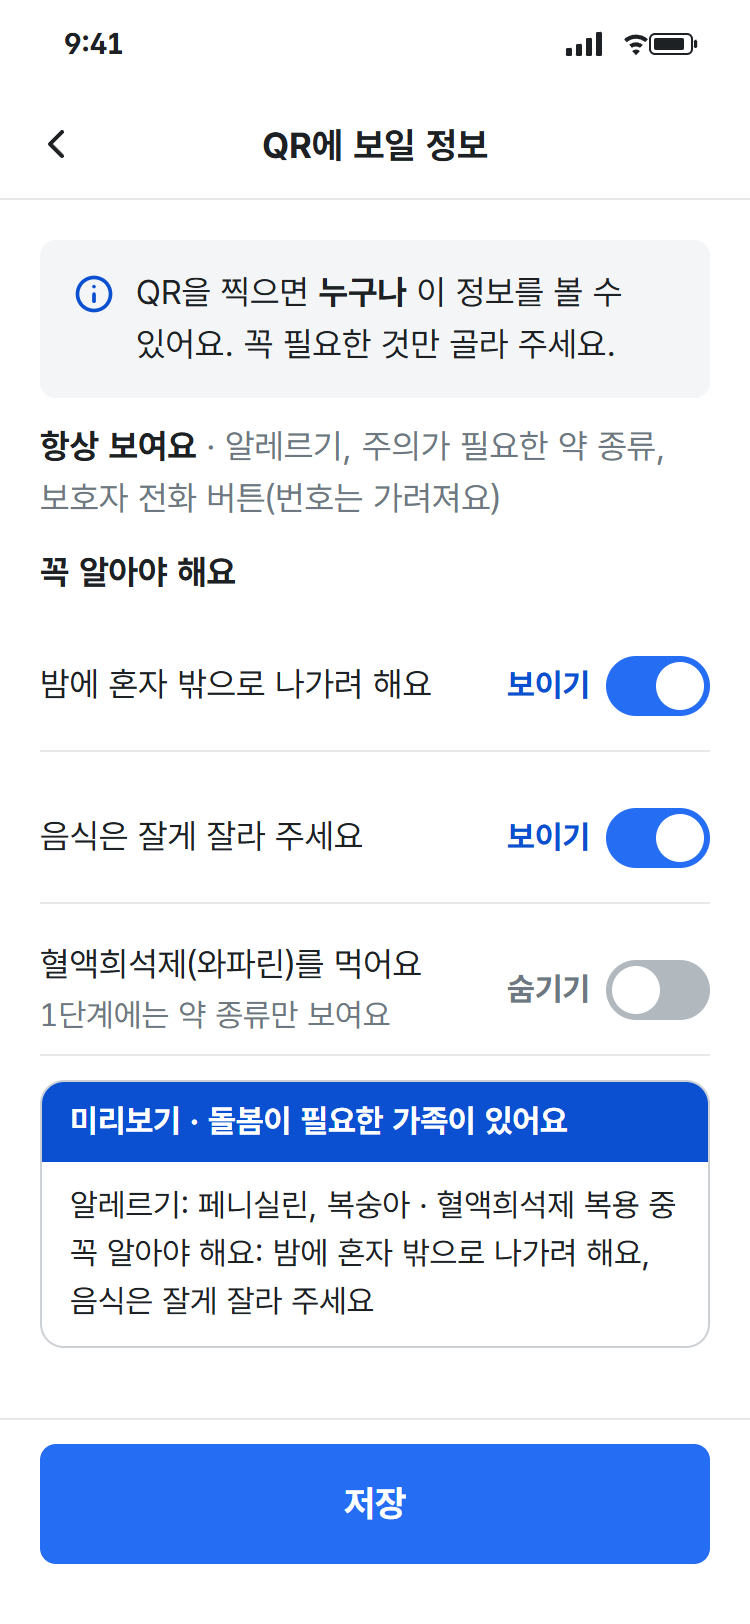 9:41
QR에 보일 정보
QR을 찍으면 누구나 이 정보를 볼 수
있어요. 꼭 필요한 것만 골라 주세요.
항상 보여요 · 알레르기, 주의가 필요한 약 종류,
보호자 전화 버튼(번호는 가려져요)
꼭 알아야 해요
밤에 혼자 밖으로 나가려 해요
보이기
음식은 잘게 잘라 주세요
보이기
혈액희석제(와파린)를 먹어요
1단계에는 약 종류만 보여요
숨기기
미리보기 · 돌봄이 필요한 가족이 있어요
알레르기: 페니실린, 복숭아 · 혈액희석제 복용 중
꼭 알아야 해요: 밤에 혼자 밖으로 나가려 해요,
음식은 잘게 잘라 주세요
저장